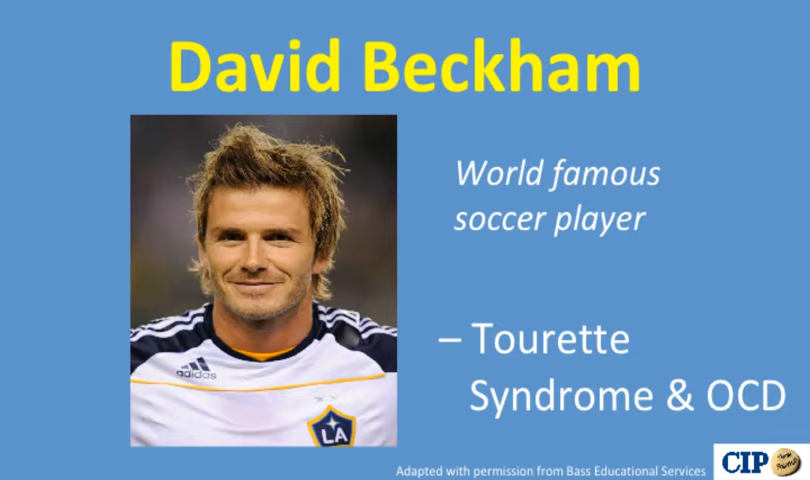 David Beckham
World famous
soccer player
– Tourette
Syndrome & OCD
adidas
LA
Adapted with permission from Bass Educational Services
CIP